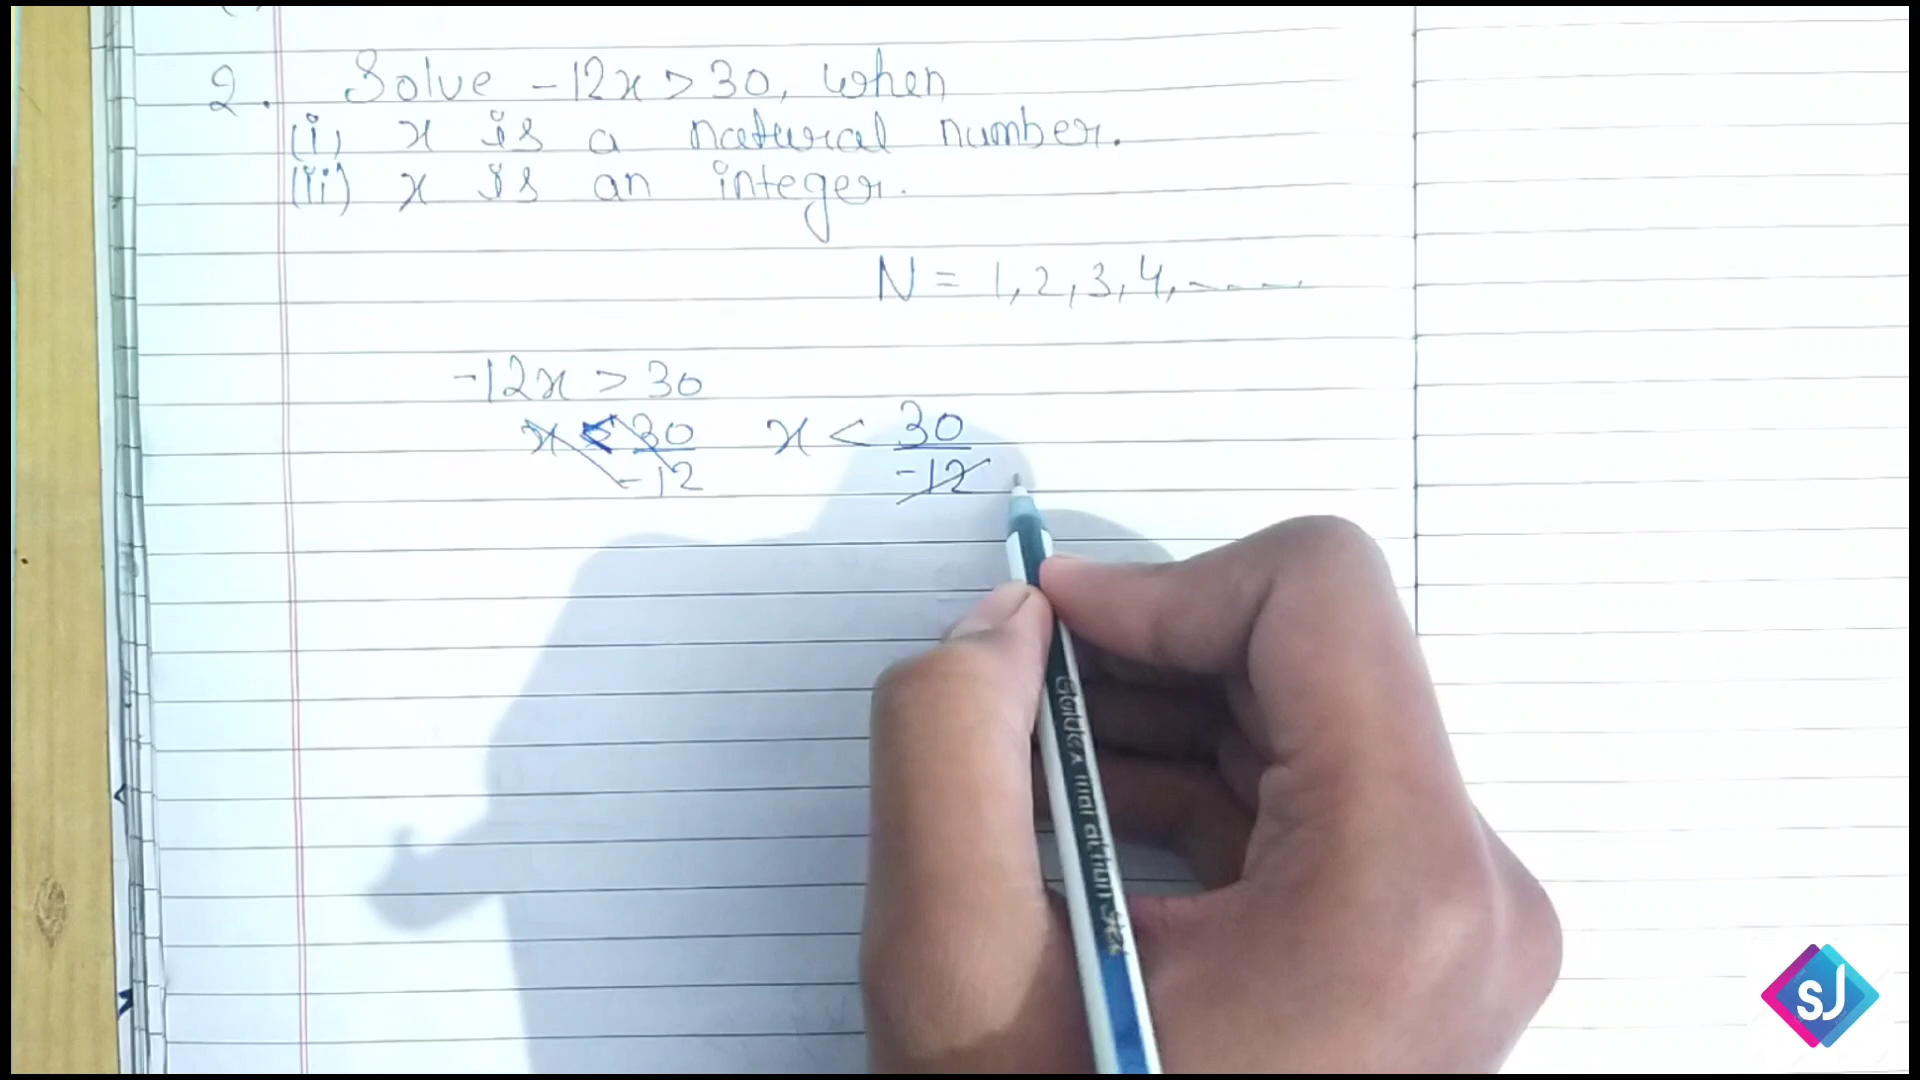 2. Solve -12x > 30, when
(i) x is a natural number.
(ii) x is an integer.
N = 1, 2, 3, 4, ----
-12x > 30
x < 30 x < 30
-12 -12
SJ